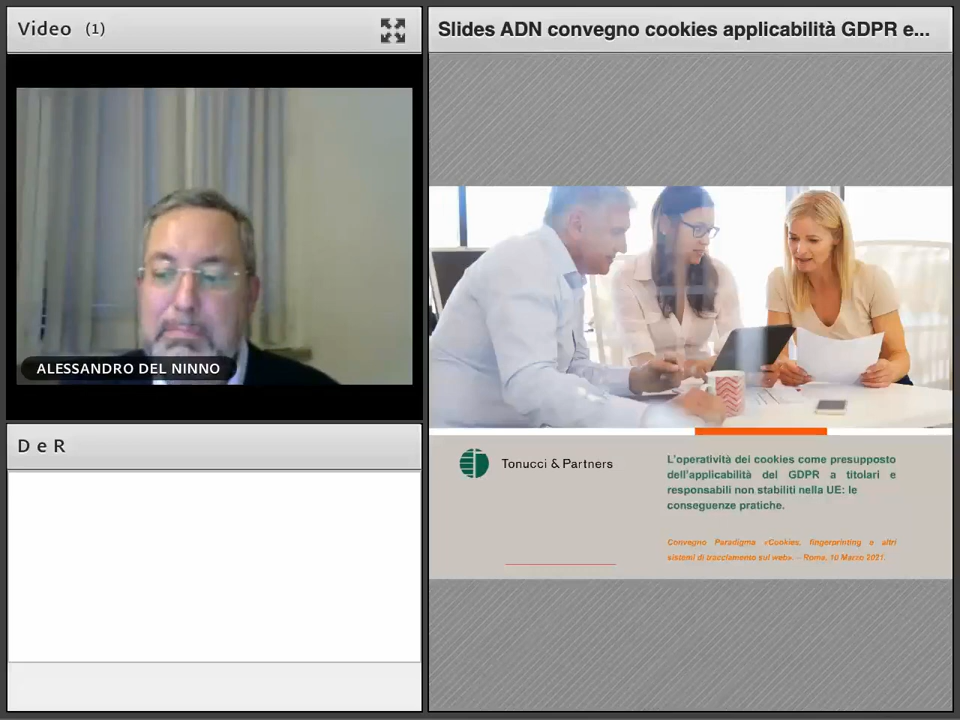 Video (1)
Slides ADN convegno cookies applicabilità GDPR e...
ALESSANDRO DEL NINNO
D e R
Tonucci & Partners
L'operatività dei cookies come presupposto
dell'applicabilità del GDPR a titolari e
responsabili non stabiliti nella UE: le
conseguenze pratiche.
Convegno Paradigma «Cookies, fingerprinting e altri
sistemi di tracciamento sul web». – Roma, 10 Marzo 2021.